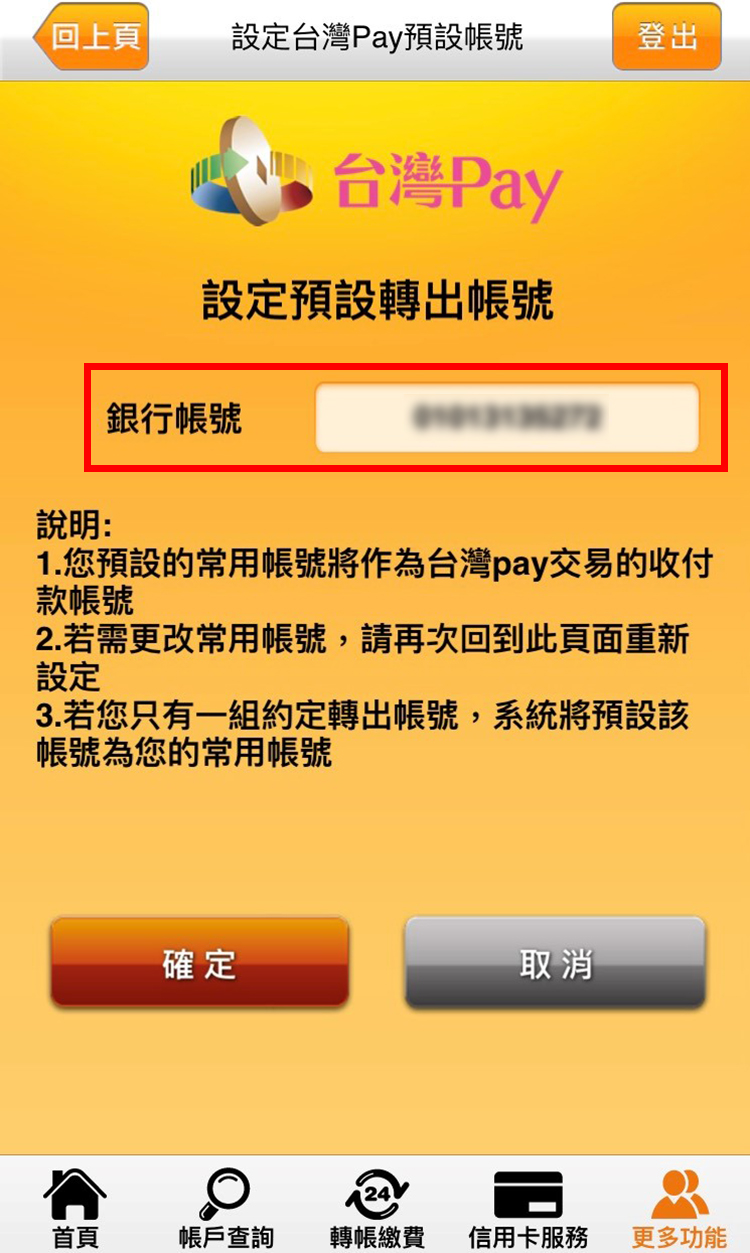 回上頁
設定台灣Pay預設帳號
登出
台灣Pay
設定預設轉出帳號
銀行帳號
說明:
1.您預設的常用帳號將作為台灣pay交易的收付
款帳號
2.若需更改常用帳號，請再次回到此頁面重新
設定
3.若您只有一組約定轉出帳號，系統將預設該
帳號為您的常用帳號
確定
取消
24
首頁
帳戶查詢
轉帳繳費
信用卡服務
更多功能